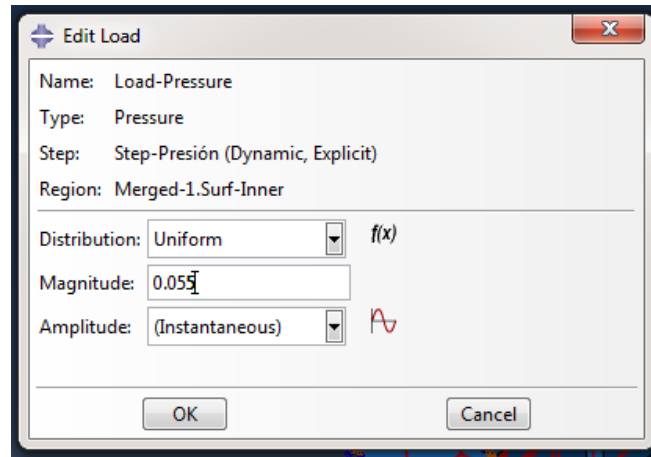 Edit Load
x
Name: Load-Pressure
Type: Pressure
Step: Step-Presión (Dynamic, Explicit)
Region: Merged-1.Surf-Inner
Distribution: Uniform f(x)
Magnitude: 0.055
Amplitude: (Instantaneous)
OK Cancel